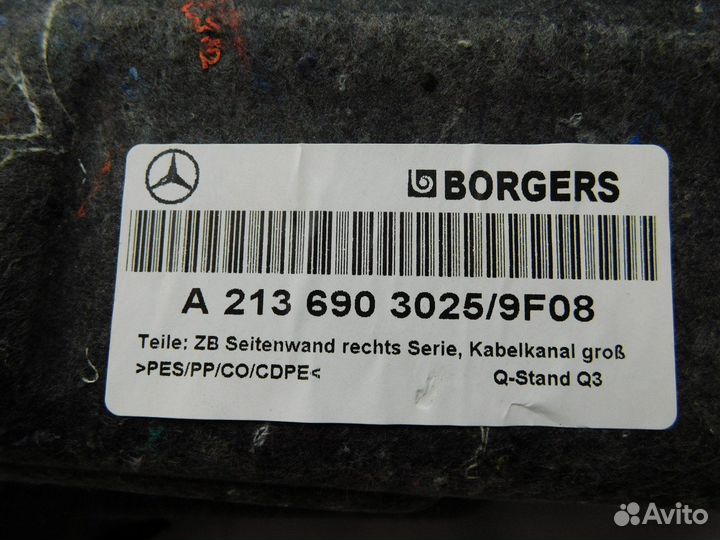 BORGERS
A 213 690 3025/9F08
Teile: ZB Seitenwand rechts Serie, Kabelkanal groß
>PES/PP/CO/CDPE< Q-Stand Q3
Avito